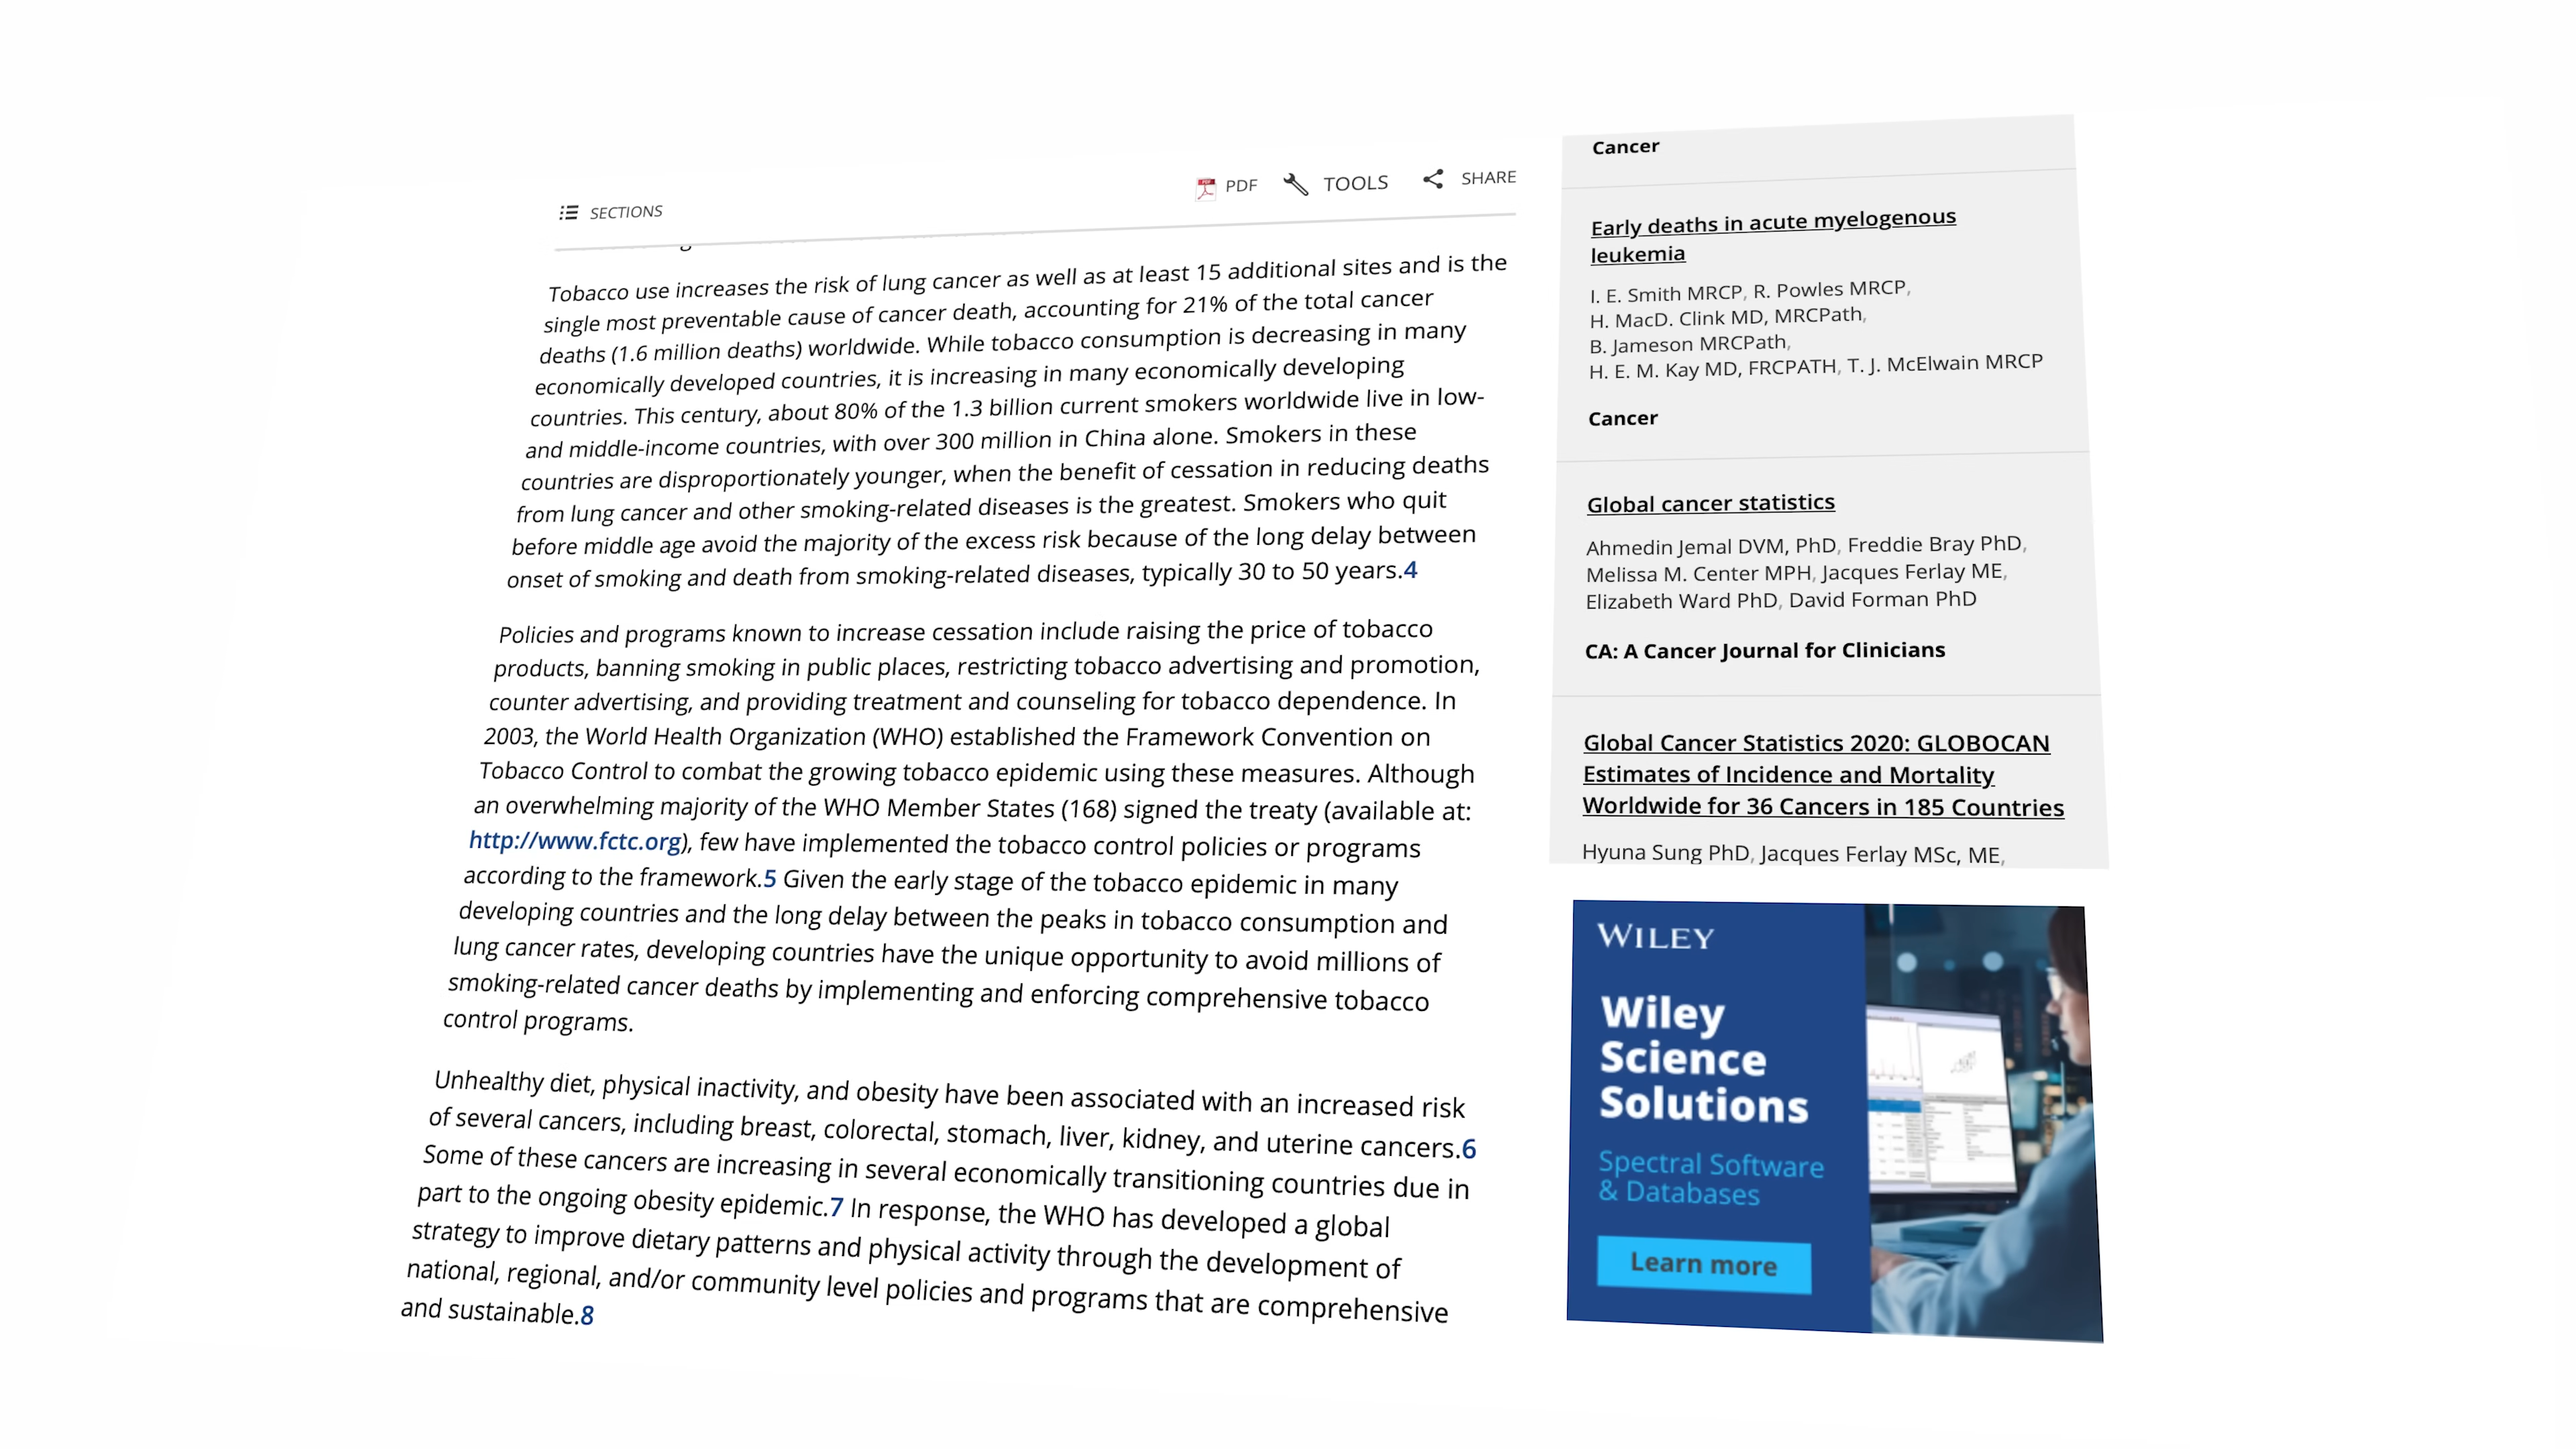 SECTIONS
PDF
TOOLS
SHARE
Tobacco use increases the risk of lung cancer as well as at least 15 additional sites and is the
single most preventable cause of cancer death, accounting for 21% of the total cancer
deaths (1.6 million deaths) worldwide. While tobacco consumption is decreasing in many
economically developed countries, it is increasing in many economically developing
countries. This century, about 80% of the 1.3 billion current smokers worldwide live in low-
and middle-income countries, with over 300 million in China alone. Smokers in these
countries are disproportionately younger, when the benefit of cessation in reducing deaths
from lung cancer and other smoking-related diseases is the greatest. Smokers who quit
before middle age avoid the majority of the excess risk because of the long delay between
onset of smoking and death from smoking-related diseases, typically 30 to 50 years.4
Policies and programs known to increase cessation include raising the price of tobacco
products, banning smoking in public places, restricting tobacco advertising and promotion,
counter advertising, and providing treatment and counseling for tobacco dependence. In
2003, the World Health Organization (WHO) established the Framework Convention on
Tobacco Control to combat the growing tobacco epidemic using these measures. Although
an overwhelming majority of the WHO Member States (168) signed the treaty (available at:
http://www.fctc.org), few have implemented the tobacco control policies or programs
according to the framework.5 Given the early stage of the tobacco epidemic in many
developing countries and the long delay between the peaks in tobacco consumption and
lung cancer rates, developing countries have the unique opportunity to avoid millions of
smoking-related cancer deaths by implementing and enforcing comprehensive tobacco
control programs.
Unhealthy diet, physical inactivity, and obesity have been associated with an increased risk
of several cancers, including breast, colorectal, stomach, liver, kidney, and uterine cancers.6
Some of these cancers are increasing in several economically transitioning countries due in
part to the ongoing obesity epidemic.7 In response, the WHO has developed a global
strategy to improve dietary patterns and physical activity through the development of
national, regional, and/or community level policies and programs that are comprehensive
and sustainable.8
Cancer
Early deaths in acute myelogenous
leukemia
I. E. Smith MRCP, R. Powles MRCP,
H. MacD. Clink MD, MRCPath,
B. Jameson MRCPath,
H. E. M. Kay MD, FRCPATH, T. J. McElwain MRCP
Cancer
Global cancer statistics
Ahmedin Jemal DVM, PhD, Freddie Bray PhD,
Melissa M. Center MPH, Jacques Ferlay ME,
Elizabeth Ward PhD, David Forman PhD
CA: A Cancer Journal for Clinicians
Global Cancer Statistics 2020: GLOBOCAN
Estimates of Incidence and Mortality
Worldwide for 36 Cancers in 185 Countries
Hyuna Sung PhD, Jacques Ferlay MSc, ME,
WILEY
Wiley
Science
Solutions
Spectral Software
& Databases
Learn more